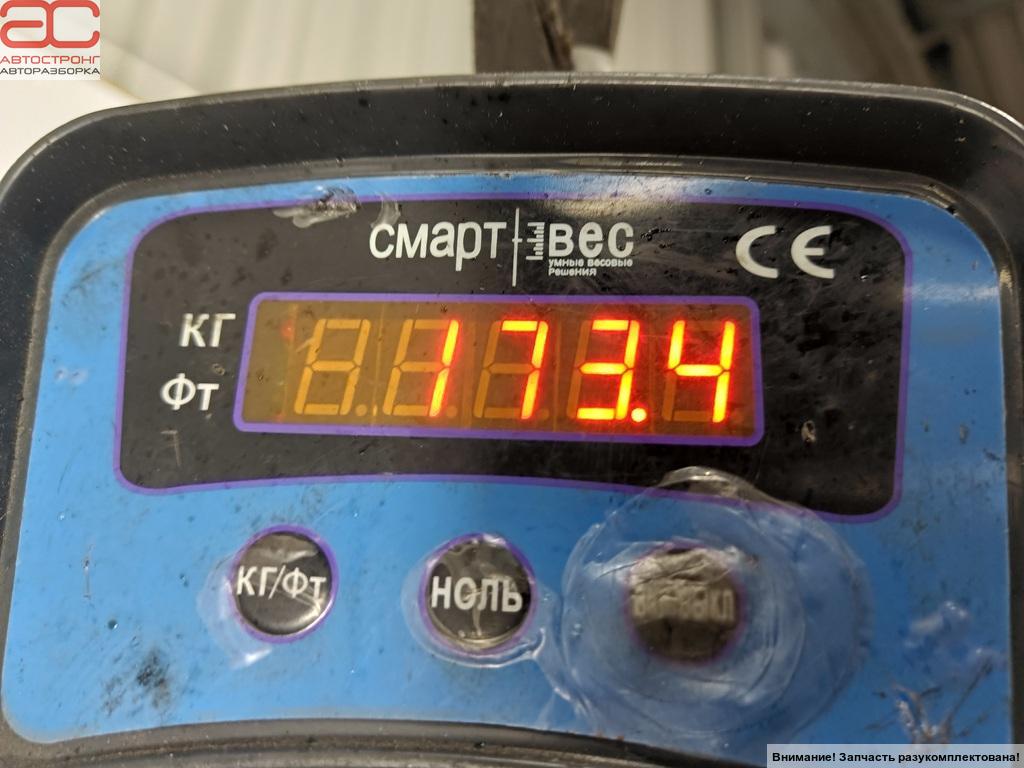 АС
АВТОСТРОНГ
АВТОРАЗБОРКА
смарт вес
умные весовые
Решения
CE
КГ
ФТ
173.4
КГ/ФТ
НОЛЬ
Внимание! Запчасть разукомплектована!